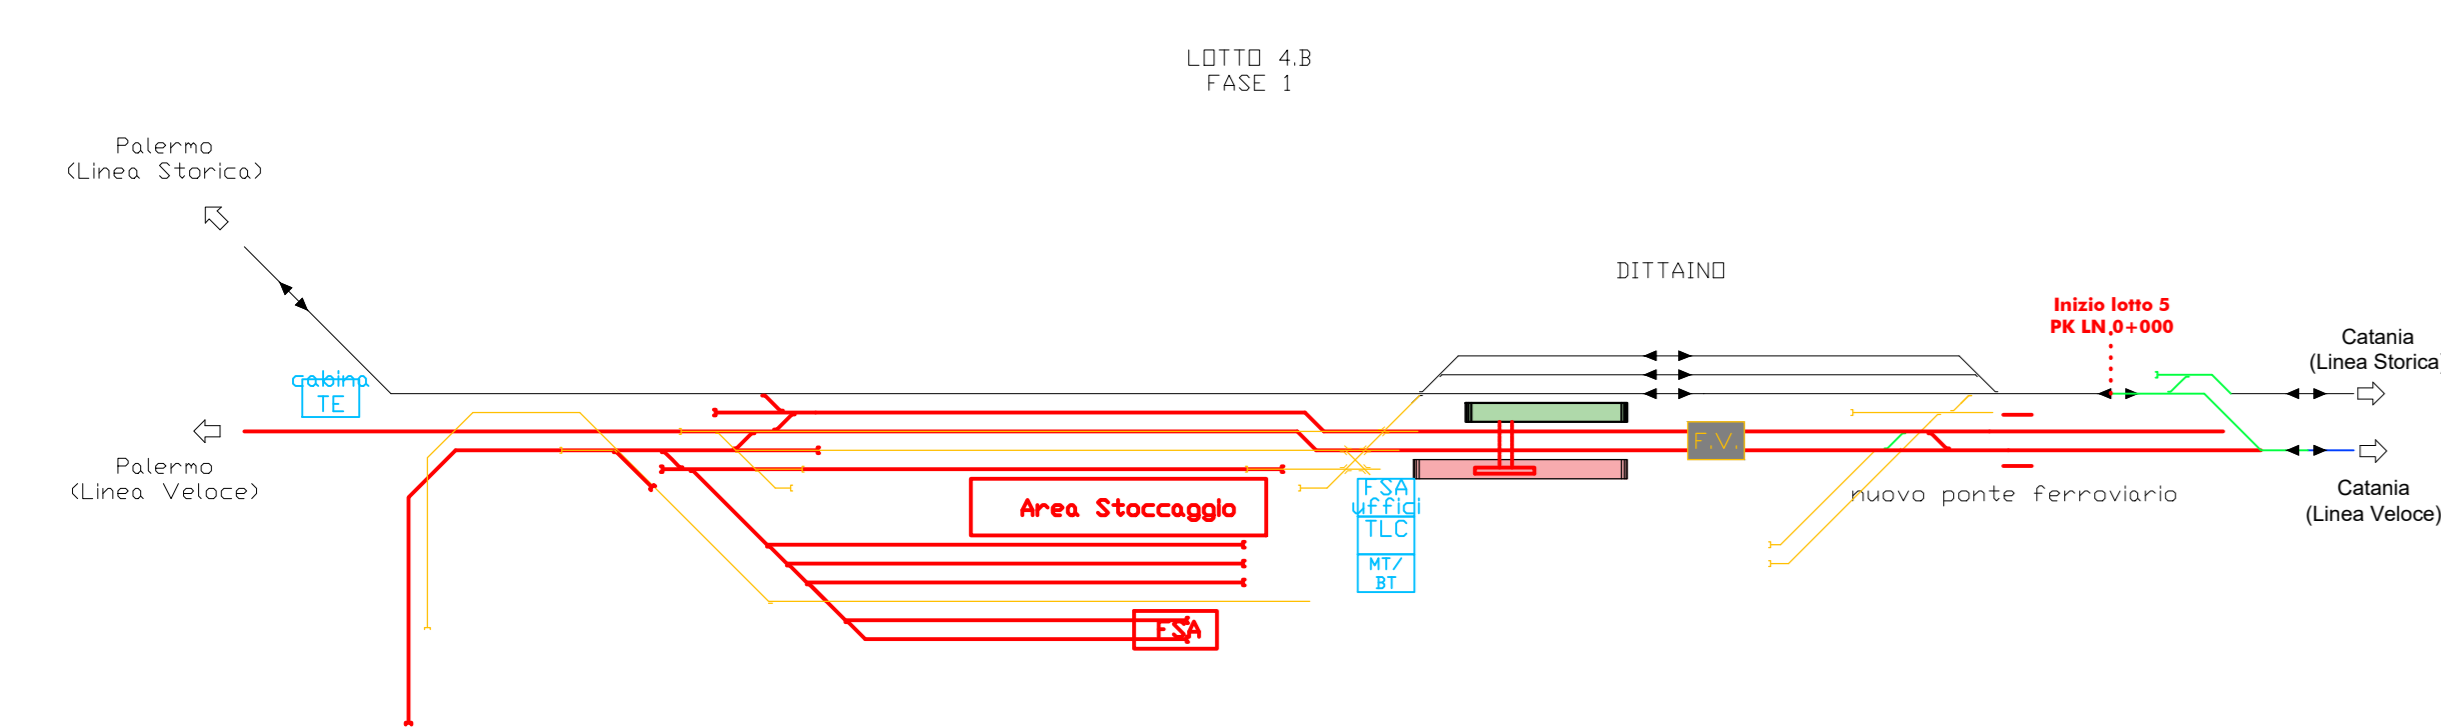 LOTTO 4.B
FASE 1
Palermo
(Linea Storica)
DITTAINO
Inizio lotto 5
PK LN 0+000
Catania
(Linea Storica)
cabina
TE
Palermo
(Linea Veloce)
F.V.
Area Stoccaggio
FSA
uffici
TLC
MT/
BT
nuovo ponte ferroviario
Catania
(Linea Veloce)
FSA